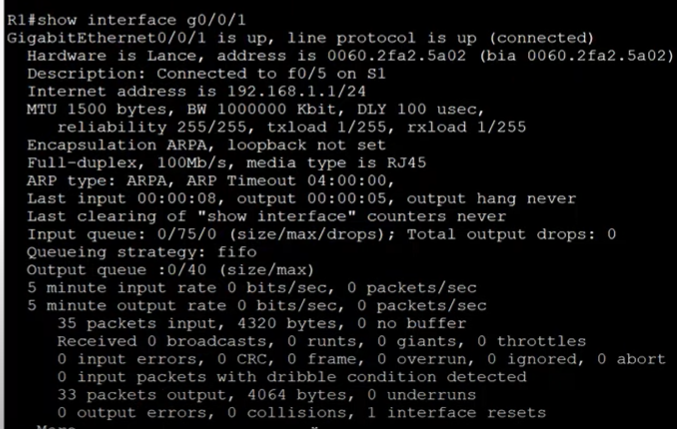 R1#show interface g0/0/1
GigabitEthernet0/0/1 is up, line protocol is up (connected)
Hardware is Lance, address is 0060.2fa2.5a02 (bia 0060.2fa2.5a02)
Description: Connected to f0/5 on S1
Internet address is 192.168.1.1/24
MTU 1500 bytes, BW 1000000 Kbit, DLY 100 usec,
reliability 255/255, txload 1/255, rxload 1/255
Encapsulation ARPA, loopback not set
Full-duplex, 100Mb/s, media type is RJ45
ARP type: ARPA, ARP Timeout 04:00:00,
Last input 00:00:08, output 00:00:05, output hang never
Last clearing of "show interface" counters never
Input queue: 0/75/0 (size/max/drops); Total output drops: 0
Queueing strategy: fifo
Output queue :0/40 (size/max)
5 minute input rate 0 bits/sec, 0 packets/sec
5 minute output rate 0 bits/sec, 0 packets/sec
35 packets input, 4320 bytes, 0 no buffer
Received 0 broadcasts, 0 runts, 0 giants, 0 throttles
0 input errors, 0 CRC, 0 frame, 0 overrun, 0 ignored, 0 abort
0 input packets with dribble condition detected
33 packets output, 4064 bytes, 0 underruns
0 output errors, 0 collisions, 1 interface resets